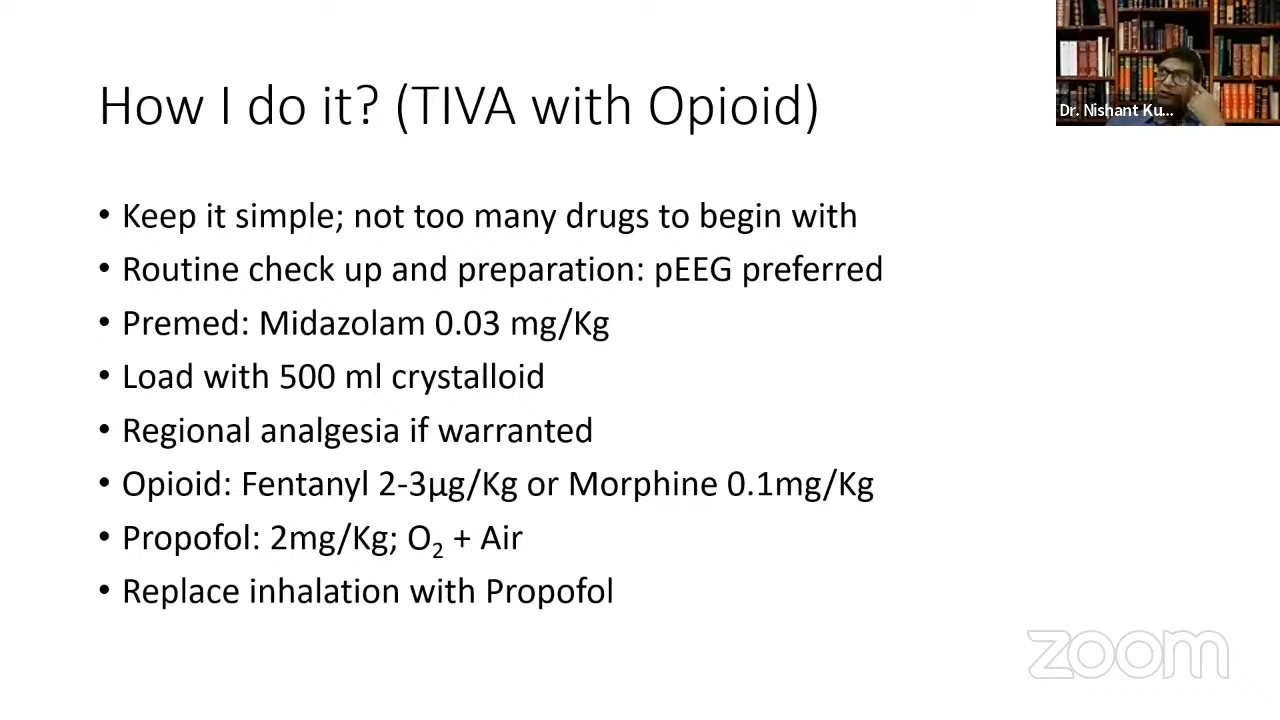 How I do it? (TIVA with Opioid)
Dr. Nishant Ku...
• Keep it simple; not too many drugs to begin with
• Routine check up and preparation: pEEG preferred
• Premed: Midazolam 0.03 mg/Kg
• Load with 500 ml crystalloid
• Regional analgesia if warranted
• Opioid: Fentanyl 2-3µg/Kg or Morphine 0.1mg/Kg
• Propofol: 2mg/Kg; O₂ + Air
• Replace inhalation with Propofol
zoom